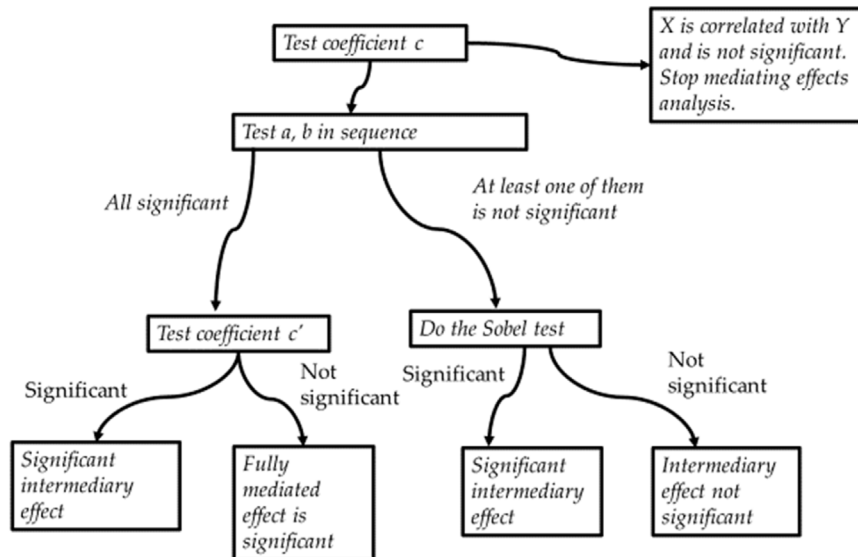 Test coefficient c
X is correlated with Y
and is not significant.
Stop mediating effects
analysis.
Test a, b in sequence
All significant
At least one of them
is not significant
Test coefficient c'
Do the Sobel test
Significant
Not
significant
Significant
Not
significant
Significant
intermediary
effect
Fully
mediated
effect is
significant
Significant
intermediary
effect
Intermediary
effect not
significant